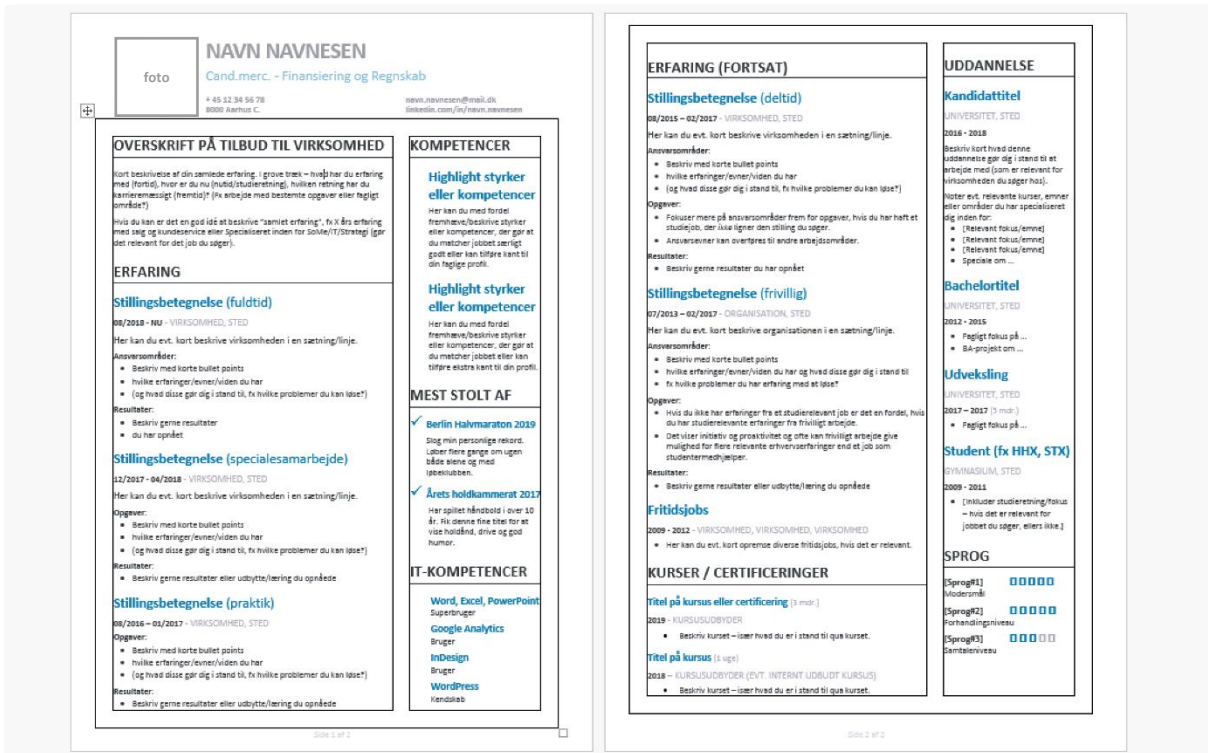 foto
NAVN NAVNESEN
Cand.merc. - Finansiering og Regnskab
+ 45 12 34 56 78
8000 Aarhus C.
navn.navnesen@mail.dk
linkedin.com/in/navn.navnesen
OVERSKRIFT PÅ TILBUD TIL VIRKSOMHED
Kort beskrivelse af din samlede erfaring. I grove træk – hvad har du erfaring
med (fortid), hvor er du nu (nutid/studieretning), hvilken retning har du
karrieremæssigt (fremtid)? (Fx arbejde med bestemte opgaver eller fagligt
område?)
Hvis du kan er det en god idé at beskrive "samlet erfaring", fx X års erfaring
med salg og kundeservice eller Specialiseret inden for SoMe/IT/Strategi (gør
det relevant for det job du søger).
ERFARING
Stillingsbetegnelse (fuldtid)
08/2018 - NU - VIRKSOMHED, STED
Her kan du evt. kort beskrive virksomheden i en sætning/linje.
Ansvarsområder:
• Beskriv med korte bullet points
• hvilke erfaringer/evner/viden du har
• (og hvad disse gør dig i stand til, fx hvilke problemer du kan løse?)
Resultater:
• Beskriv gerne resultater
• du har opnået
Stillingsbetegnelse (specialesamarbejde)
12/2017 - 04/2018 - VIRKSOMHED, STED
Her kan du evt. kort beskrive virksomheden i en sætning/linje.
Opgaver:
• Beskriv med korte bullet points
• hvilke erfaringer/evner/viden du har
• (og hvad disse gør dig i stand til, fx hvilke problemer du kan løse?)
Resultater:
• Beskriv gerne resultater eller udbytte/læring du opnåede
Stillingsbetegnelse (praktik)
08/2016 – 01/2017 - VIRKSOMHED, STED
Opgaver:
• Beskriv med korte bullet points
• hvilke erfaringer/evner/viden du har
• (og hvad disse gør dig i stand til, fx hvilke problemer du kan løse?)
Resultater:
• Beskriv gerne resultater eller udbytte/læring du opnåede
KOMPETENCER
Highlight styrker
eller kompetencer
Her kan du med fordel
fremhæve/beskrive styrker
eller kompetencer, der gør at
du matcher jobbet særligt
godt eller kan tilføre kant til
din faglige profil.
Highlight styrker
eller kompetencer
Her kan du med fordel
fremhæve/beskrive styrker
eller kompetencer, der gør at
du matcher jobbet eller kan
tilføre ekstra kant til din profil.
MEST STOLT AF
✓ Berlin Halvmaraton 2019
Slog min personlige rekord.
Løber flere gange om ugen
både alene og med
løbeklubben.
✓ Årets holdkammerat 2017
Har spillet håndbold i over 10
år. Fik denne fine titel for at
vise holdånd, drive og god
humor.
IT-KOMPETENCER
Word, Excel, PowerPoint
Superbruger
Google Analytics
Bruger
InDesign
Bruger
WordPress
Kendskab
Side 1 af 2
ERFARING (FORTSAT)
Stillingsbetegnelse (deltid)
08/2015 – 02/2017 - VIRKSOMHED, STED
Her kan du evt. kort beskrive virksomheden i en sætning/linje.
Ansvarsområder:
• Beskriv med korte bullet points
• hvilke erfaringer/evner/viden du har
• (og hvad disse gør dig i stand til, fx hvilke problemer du kan løse?)
Opgaver:
• Fokuser mere på ansvarsområder frem for opgaver, hvis du har haft et
studiejob, der ikke ligner den stilling du søger.
• Ansvarsevner kan overføres til andre arbejdsområder.
Resultater:
• Beskriv gerne resultater du har opnået
Stillingsbetegnelse (frivillig)
07/2013 – 02/2017 - ORGANISATION, STED
Her kan du evt. kort beskrive organisationen i en sætning/linje.
Ansvarsområder:
• Beskriv med korte bullet points
• hvilke erfaringer/evner/viden du har og hvad disse gør dig i stand til
• fx hvilke problemer du har erfaring med at løse?
Opgaver:
• Hvis du ikke har erfaringer fra et studierelevant job er det en fordel, hvis
du har studierelevante erfaringer fra frivilligt arbejde.
• Det viser initiativ og proaktivitet og ofte kan frivilligt arbejde give
mulighed for flere relevante erhvervserfaringer end et job som
studentermedhjælper.
Resultater:
• Beskriv gerne resultater eller udbytte/læring du opnåede
Fritidsjobs
2009 - 2012 - VIRKSOMHED, VIRKSOMHED, VIRKSOMHED
• Her kan du evt. kort opremse diverse fritidsjobs, hvis det er relevant.
KURSER / CERTIFICERINGER
Titel på kursus eller certificering (3 mdr.)
2019 - KURSUSUDBYDER
• Beskriv kurset – især hvad du er i stand til qua kurset.
Titel på kursus (1 uge)
2018 – KURSUSUDBYDER (EVT. INTERNT UDBUDT KURSUS)
• Beskriv kurset – især hvad du er i stand til qua kurset.
UDDANNELSE
Kandidattitel
UNIVERSITET, STED
2016 - 2018
Beskriv kort hvad denne
uddannelse gør dig i stand til at
arbejde med (som er relevant for
virksomheden du søger hos).
Noter evt. relevante kurser, emner
eller områder du har specialiseret
dig inden for:
• [Relevant fokus/emne]
• [Relevant fokus/emne]
• [Relevant fokus/emne]
• Speciale om ...
Bachelortitel
UNIVERSITET, STED
2012 - 2015
• Fagligt fokus på ...
• BA-projekt om ...
Udveksling
UNIVERSITET, STED
2017 – 2017 (5 mdr.)
• Fagligt fokus på ...
Student (fx HHX, STX)
GYMNASIUM, STED
2009 - 2011
• [Inkluder studieretning/fokus
– hvis det er relevant for
jobbet du søger, ellers ikke.]
SPROG
[Sprog#1]
Modersmål
[Sprog#2]
Forhandlingsniveau
[Sprog#3]
Samtaleniveau
Side 2 af 2